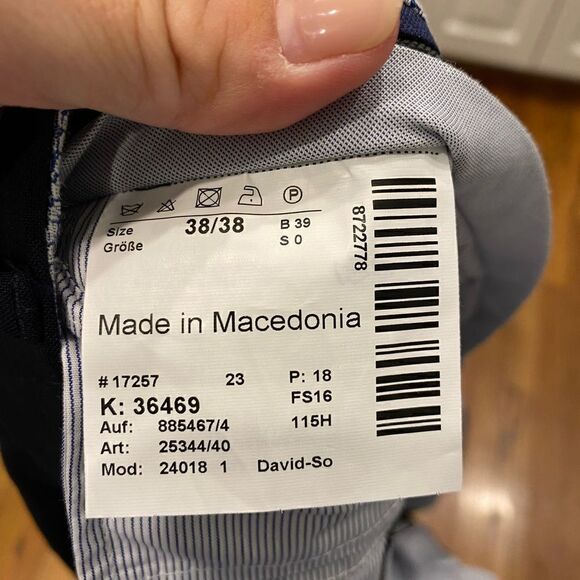 Size 38/38 B 39
Größe S 0
Made in Macedonia
# 17257 23 P: 18
K: 36469 FS16
Auf: 885467/4 115H
Art: 25344/40
Mod: 24018 1 David-So
8722778